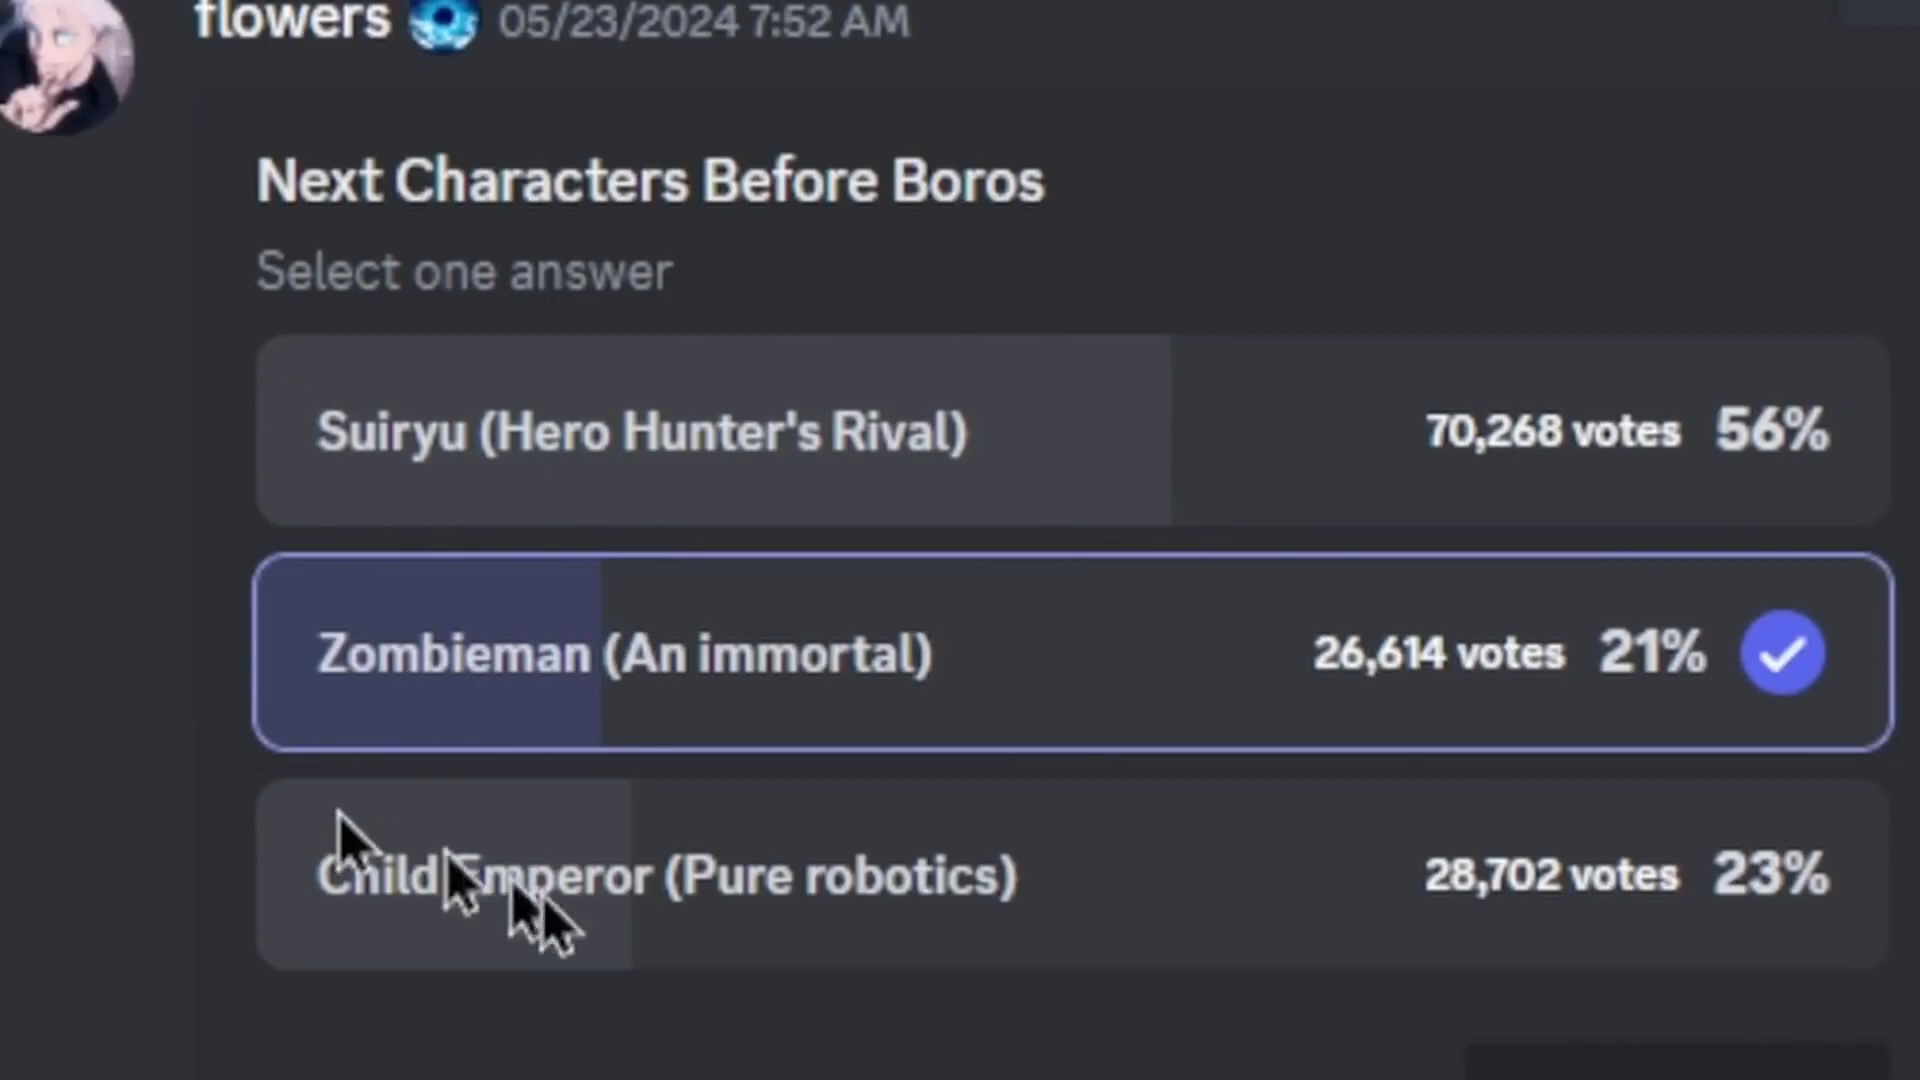 flowers 05/23/2024 7:52 AM
Next Characters Before Boros
Select one answer
Suiryu (Hero Hunter's Rival) 70,268 votes 56%
Zombieman (An immortal) 26,614 votes 21%
Child Emperor (Pure robotics) 28,702 votes 23%